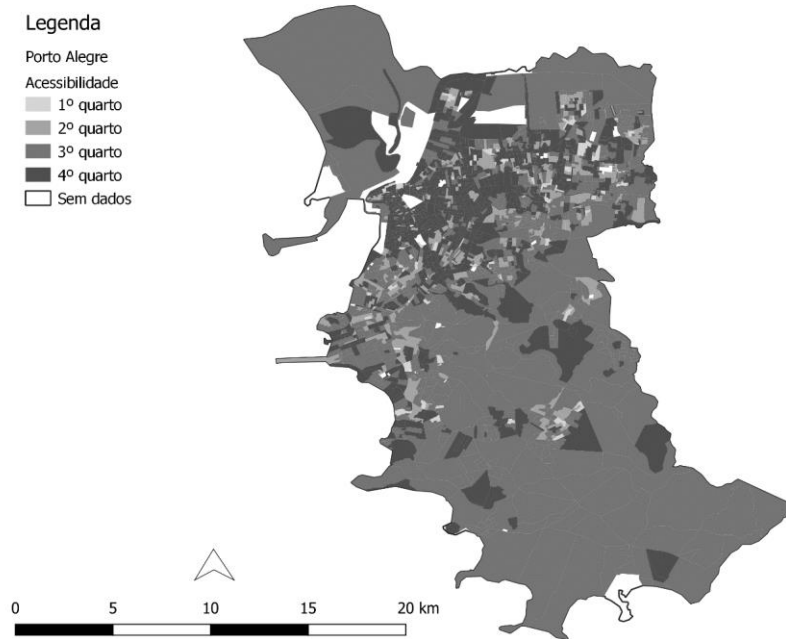 Legenda
Porto Alegre
Acessibilidade
1º quarto
2º quarto
3º quarto
4º quarto
Sem dados
0 5 10 15 20 km